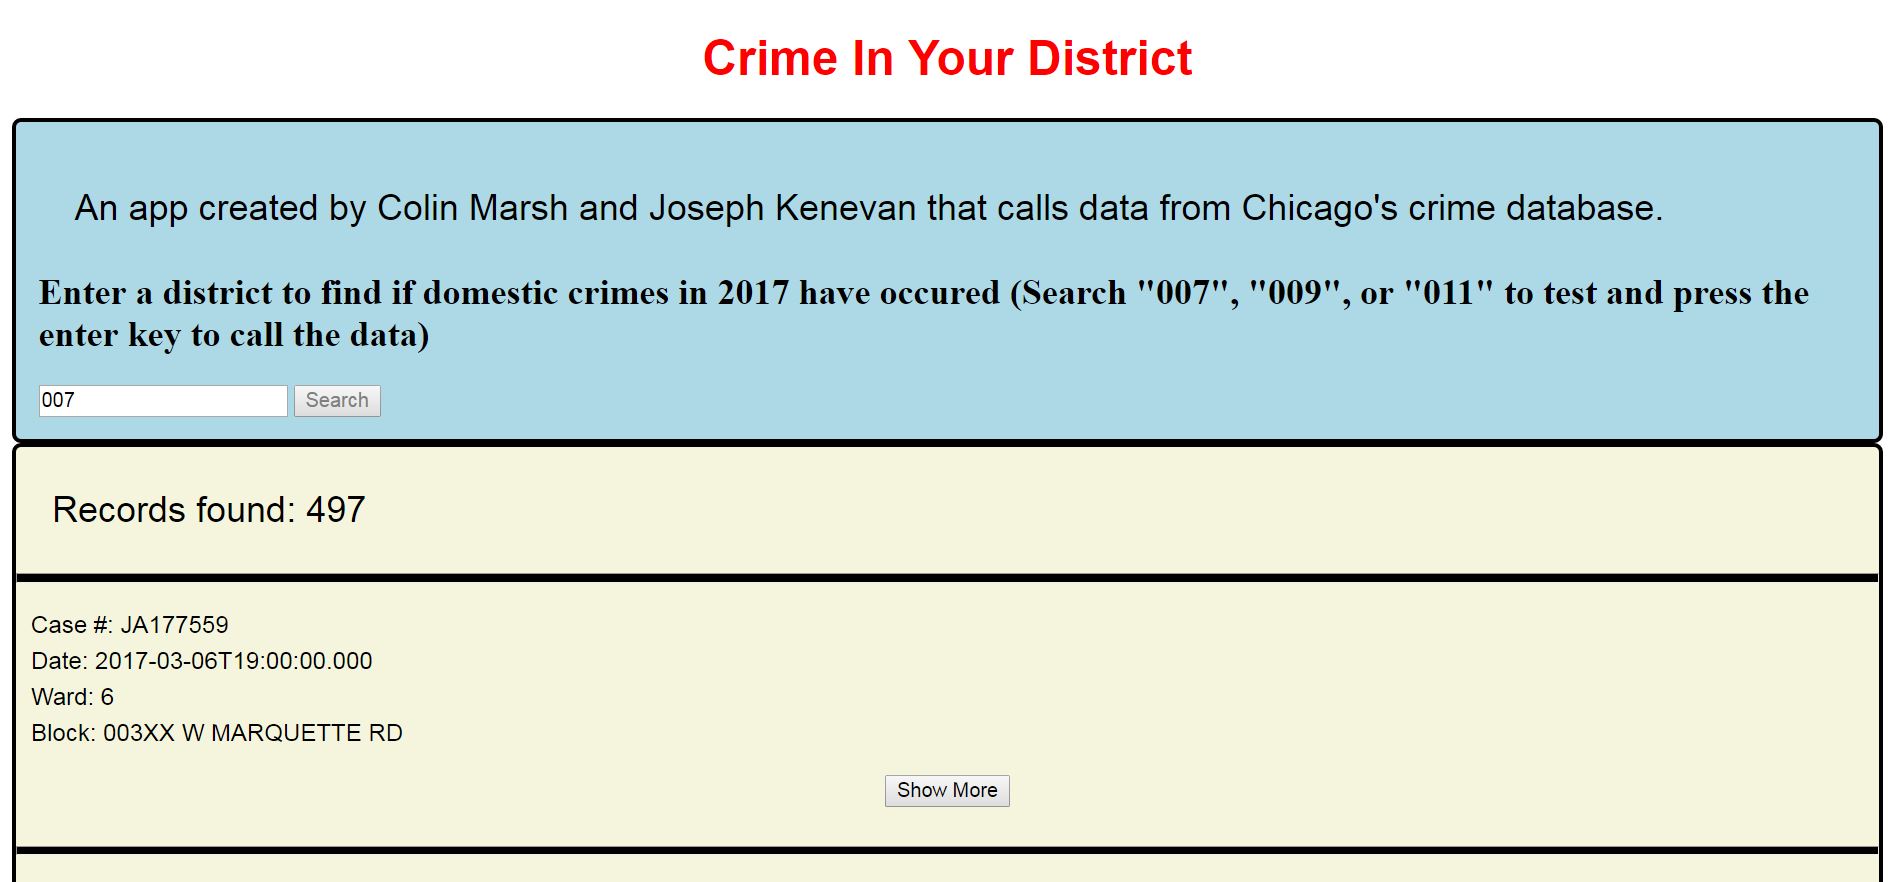 Crime In Your District
An app created by Colin Marsh and Joseph Kenevan that calls data from Chicago's crime database.
Enter a district to find if domestic crimes in 2017 have occured (Search "007", "009", or "011" to test and press the
enter key to call the data)
007 Search
Records found: 497
Case #: JA177559
Date: 2017-03-06T19:00:00.000
Ward: 6
Block: 003XX W MARQUETTE RD
Show More